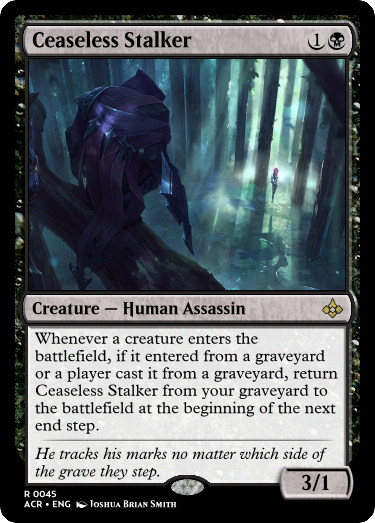 Ceaseless Stalker 1
Creature — Human Assassin
Whenever a creature enters the
battlefield, if it entered from a graveyard
or a player cast it from a graveyard, return
Ceaseless Stalker from your graveyard to
the battlefield at the beginning of the next
end step.
He tracks his marks no matter which side of
the grave they step.
3/1
R 0045
ACR • ENG Joshua Brian Smith